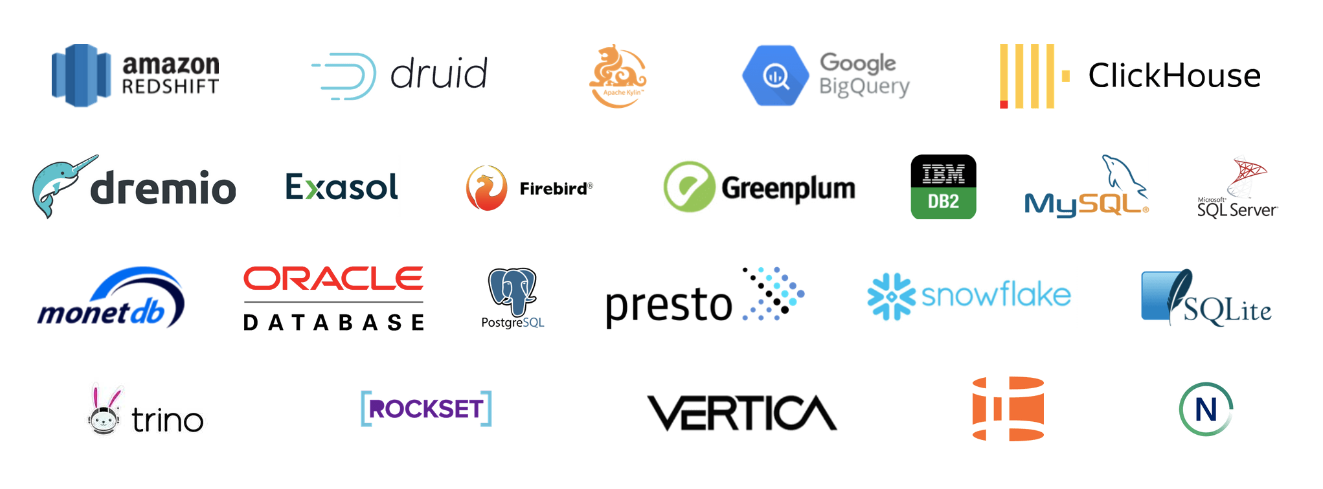 amazon
REDSHIFT
druid
Apache Kylin™
Google
BigQuery
ClickHouse
dremio
Exasol
Firebird®
Greenplum
IBM
DB2
MySQL®
Microsoft®
SQL Server®
monetdb
ORACLE
DATABASE
PostgreSQL
presto
snowflake
SQLite
trino
[ROCKSET]
VERTICA
N